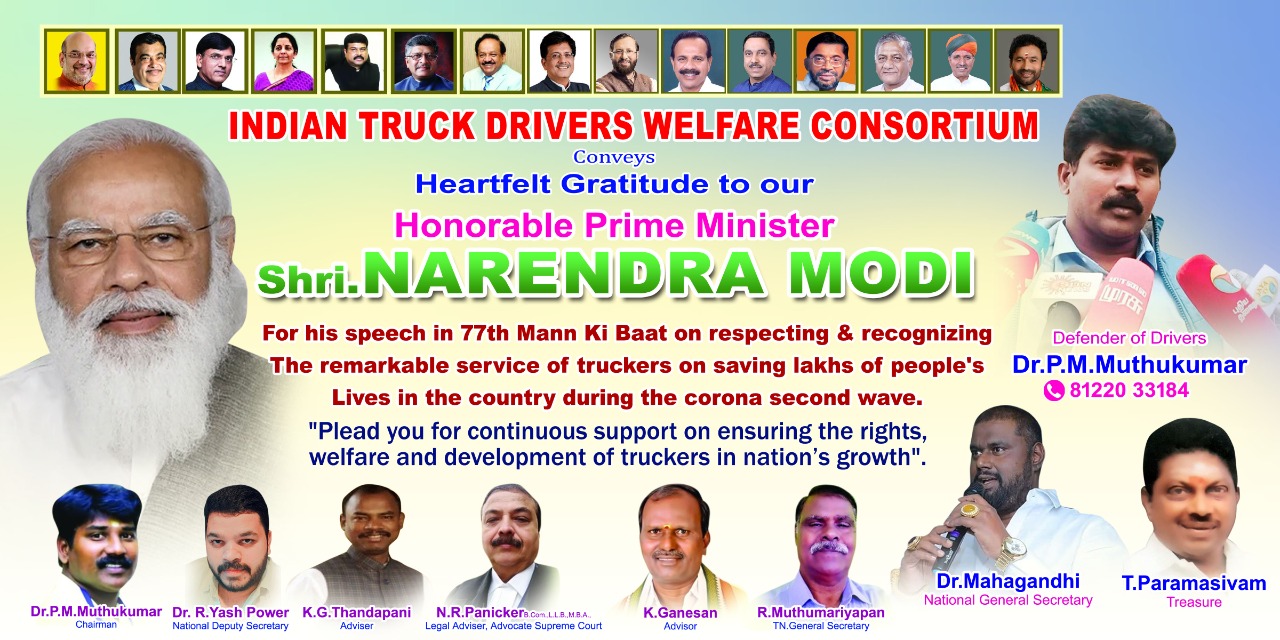 INDIAN TRUCK DRIVERS WELFARE CONSORTIUM
Conveys
Heartfelt Gratitude to our
Honorable Prime Minister
Shri.NARENDRA MODI
For his speech in 77th Mann Ki Baat on respecting & recognizing
The remarkable service of truckers on saving lakhs of people's
Lives in the country during the corona second wave.
"Plead you for continuous support on ensuring the rights,
welfare and development of truckers in nation’s growth".
Defender of Drivers
Dr.P.M.Muthukumar
81220 33184
Dr.P.M.Muthukumar
Chairman
Dr. R.Yash Power
National Deputy Secretary
K.G.Thandapani
Adviser
N.R.Panicker B.Com,L.L.B.,M.B.A.,
Legal Adviser, Advocate Supreme Court
K.Ganesan
Advisor
R.Muthumariyapan
TN.General Secretary
Dr.Mahagandhi
National General Secretary
T.Paramasivam
Treasure